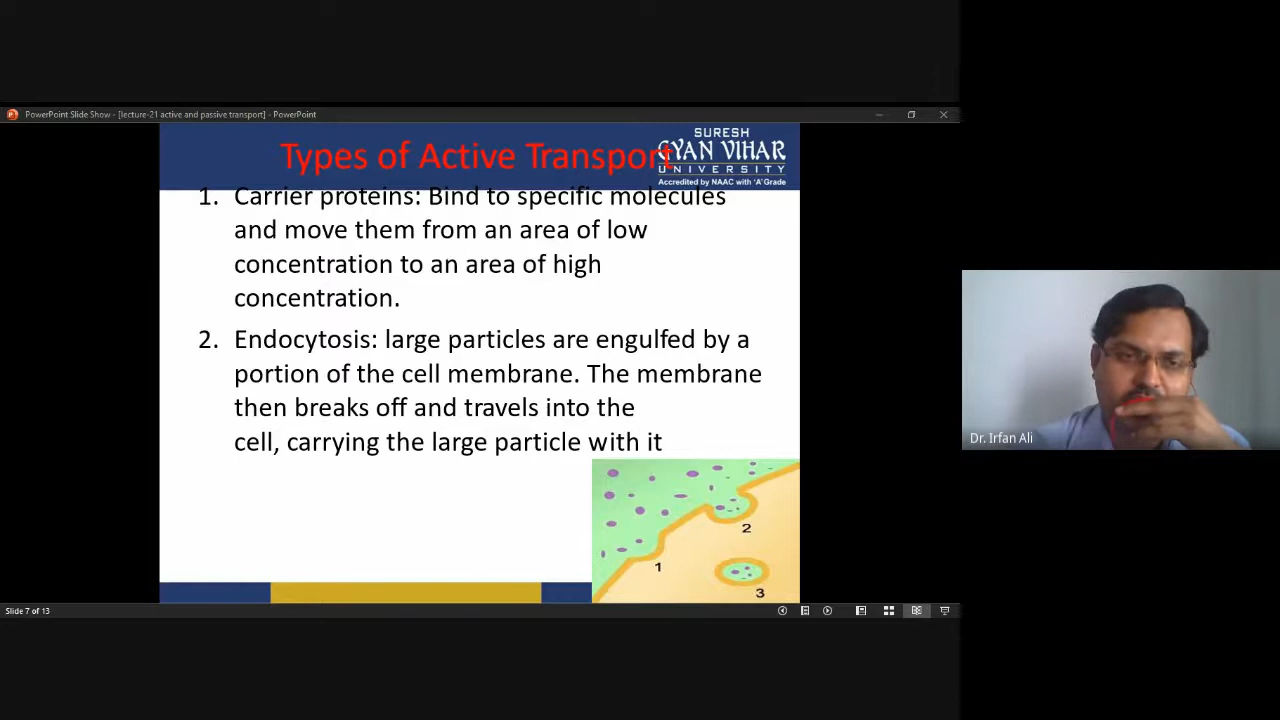 PowerPoint Slide Show - [lecture-21 active and passive transport] - PowerPoint
SURESH
GYAN VIHAR
UNIVERSITY
Accredited by NAAC with 'A' Grade
Types of Active Transport
1. Carrier proteins: Bind to specific molecules
and move them from an area of low
concentration to an area of high
concentration.
2. Endocytosis: large particles are engulfed by a
portion of the cell membrane. The membrane
then breaks off and travels into the
cell, carrying the large particle with it
2
1
3
Dr. Irfan Ali
Slide 7 of 13